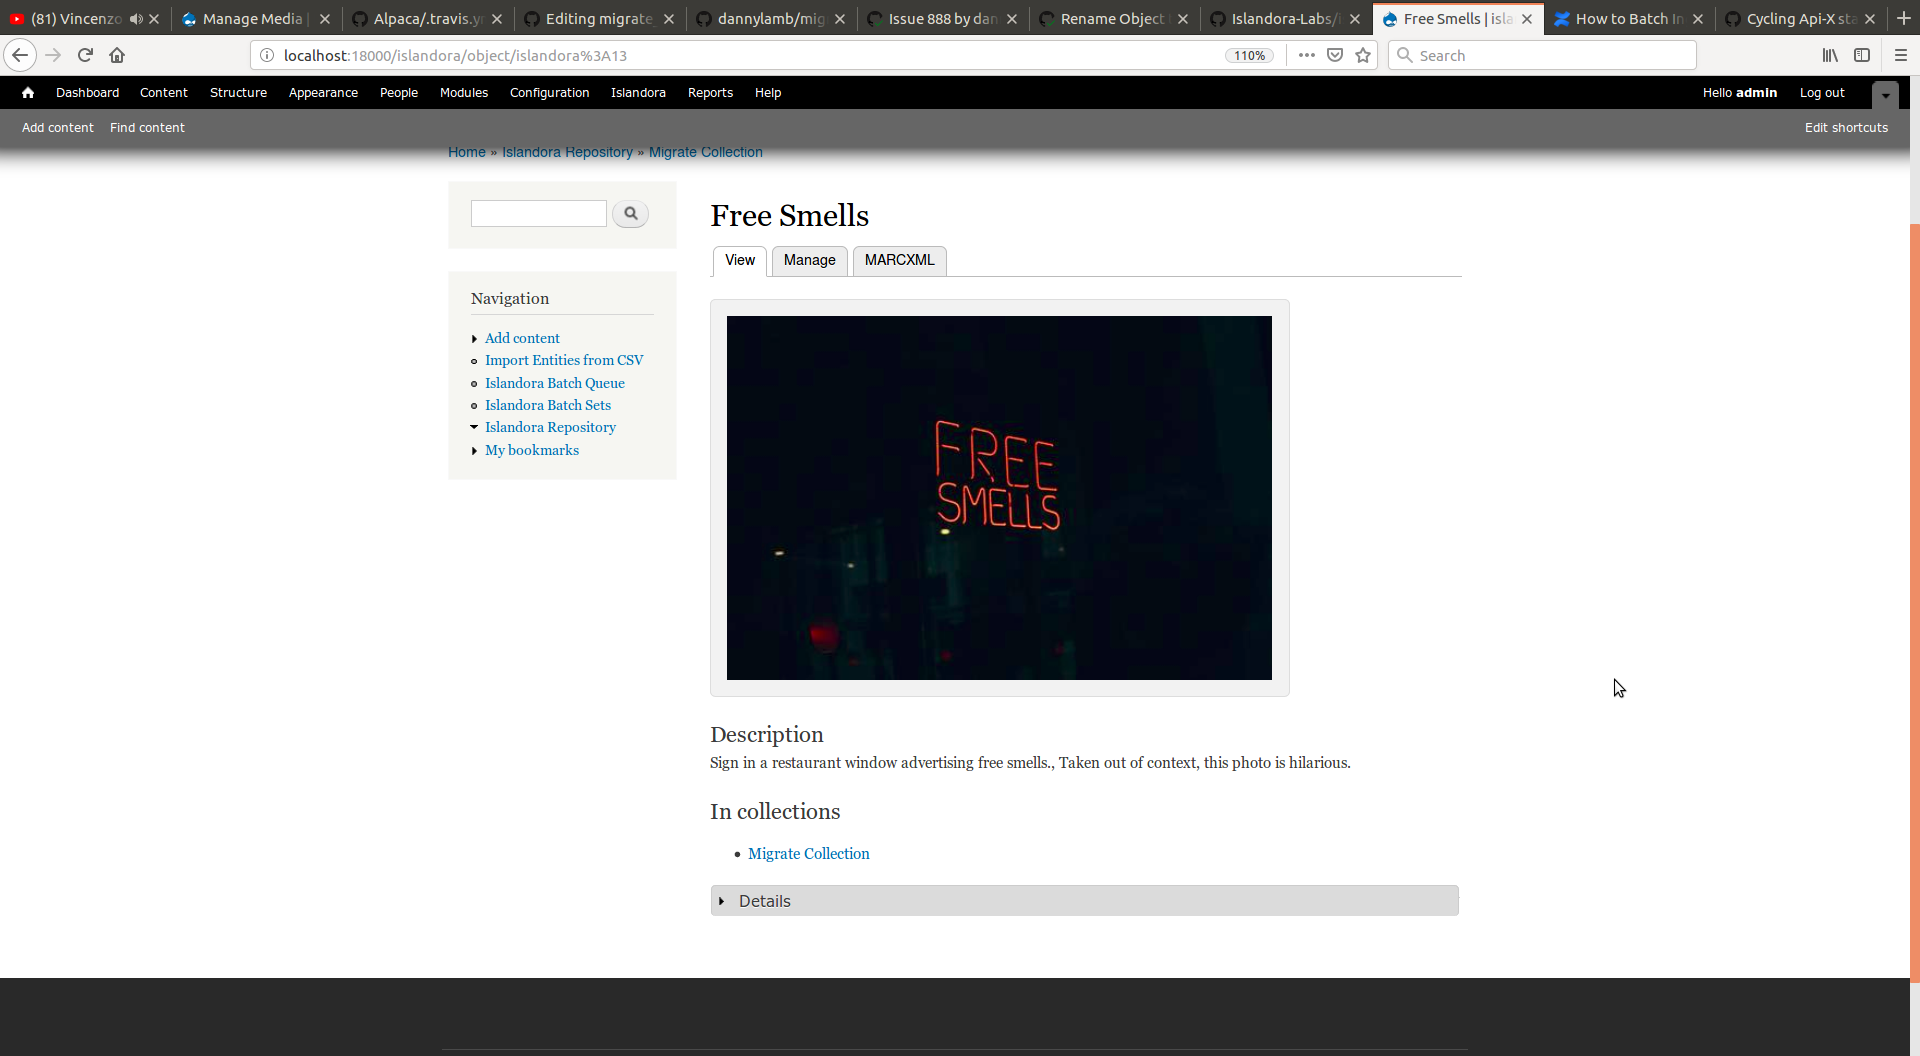 (81) Vincenzo
Manage Media
Alpaca/.travis.y
Editing migrate_
dannylamb/mig
Issue 888 by dan
Rename Object
Islandora-Labs/i
Free Smells | isla
How to Batch In
Cycling Api-X sta
localhost:18000/islandora/object/islandora%3A13
110%
Search
Dashboard Content Structure Appearance People Modules Configuration Islandora Reports Help
Hello admin Log out
Add content Find content
Edit shortcuts
Home » Islandora Repository » Migrate Collection
Free Smells
View Manage MARCXML
Navigation
Add content
Import Entities from CSV
Islandora Batch Queue
Islandora Batch Sets
Islandora Repository
My bookmarks
FREE
SMELLS
Description
Sign in a restaurant window advertising free smells., Taken out of context, this photo is hilarious.
In collections
Migrate Collection
Details